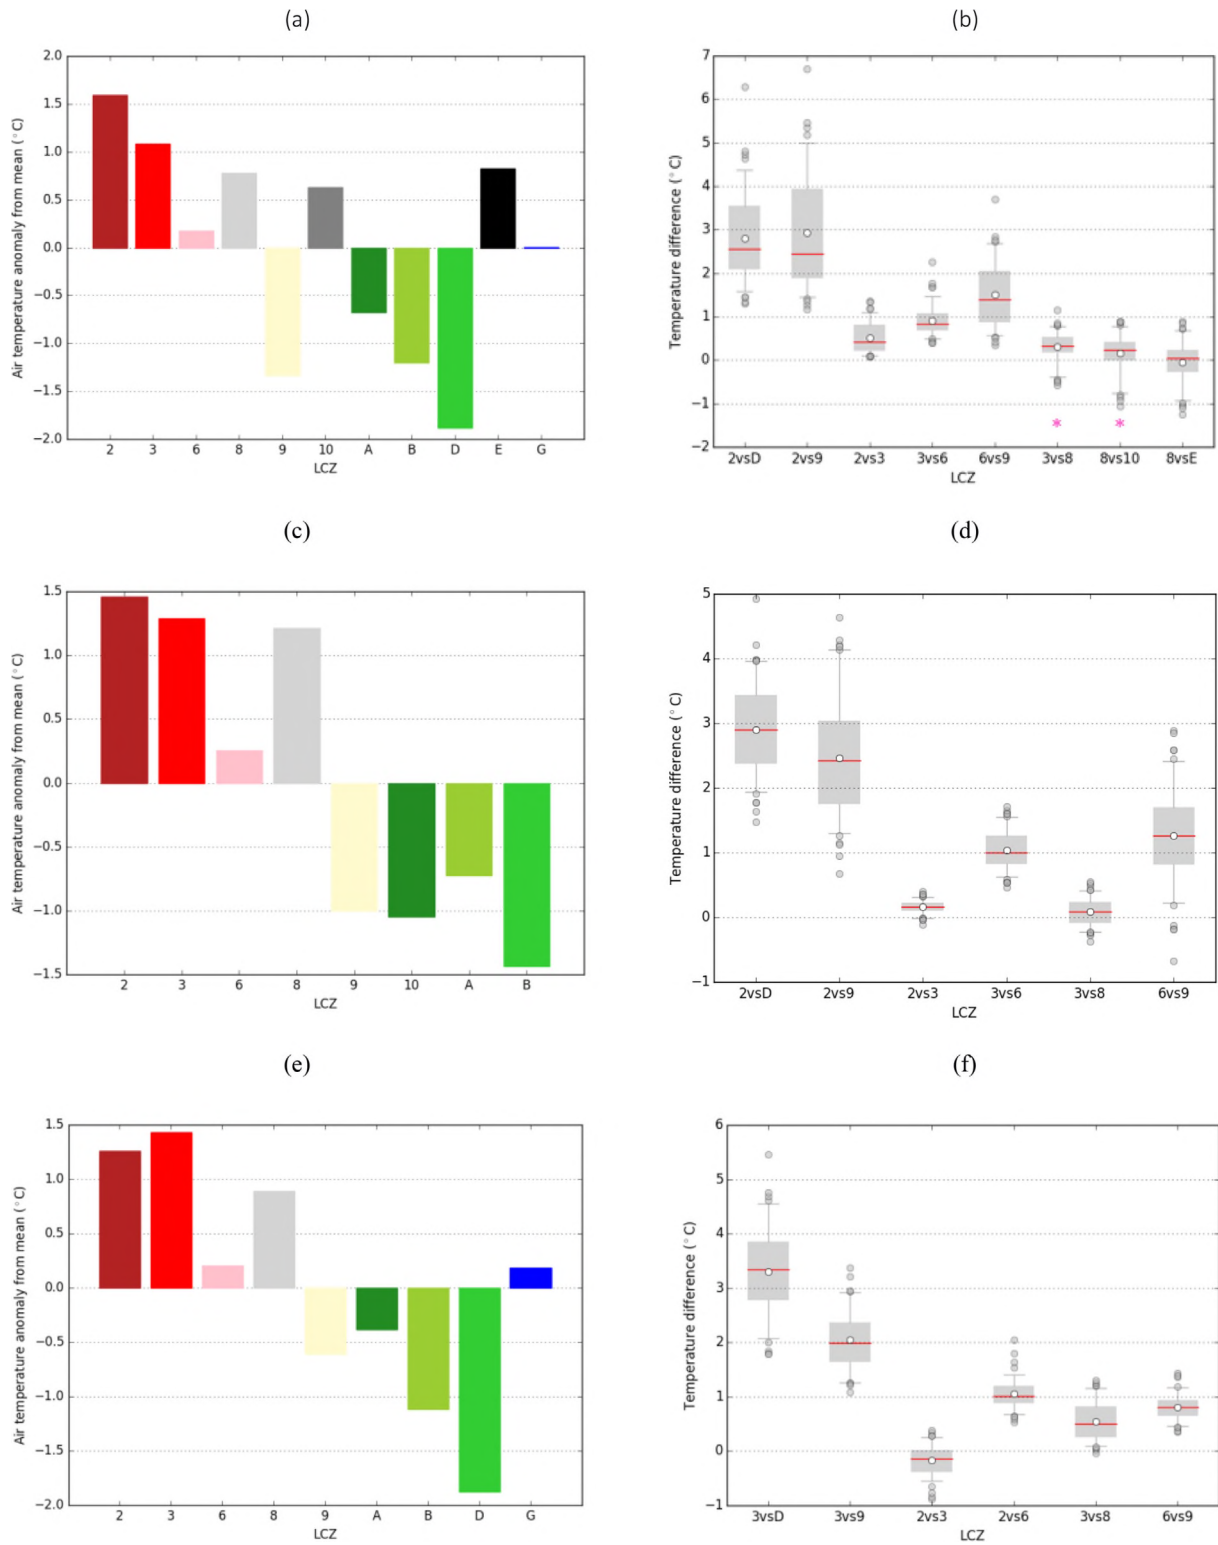 (a)
(b)
2.0
1.5
1.0
0.5
0.0
−0.5
−1.0
−1.5
−2.0
Air temperature anomaly from mean (°C)
2 3 6 8 9 10 A B D E G
LCZ
7
6
5
4
3
2
1
0
−1
−2
Temperature difference (°C)
* *
2vsD 2vs9 2vs3 3vs6 6vs9 3vs8 8vs10 8vsE
LCZ
(c)
(d)
1.5
1.0
0.5
0.0
−0.5
−1.0
−1.5
Air temperature anomaly from mean (°C)
2 3 6 8 9 10 A B
LCZ
5
4
3
2
1
0
−1
Temperature difference (°C)
2vsD 2vs9 2vs3 3vs6 3vs8 6vs9
LCZ
(e)
(f)
1.5
1.0
0.5
0.0
−0.5
−1.0
−1.5
−2.0
Air temperature anomaly from mean (°C)
2 3 6 8 9 A B D G
LCZ
6
5
4
3
2
1
0
−1
Temperature difference (°C)
3vsD 3vs9 2vs3 2vs6 3vs8 6vs9
LCZ